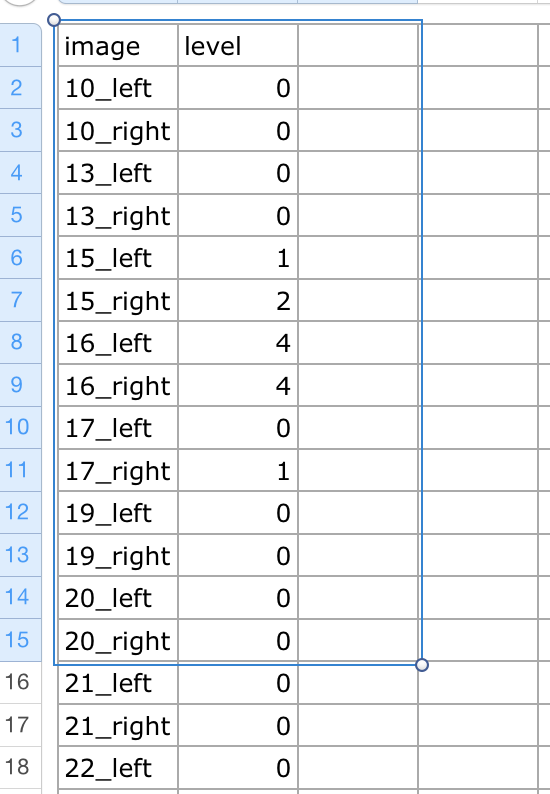 1 image level
2 10_left 0
3 10_right 0
4 13_left 0
5 13_right 0
6 15_left 1
7 15_right 2
8 16_left 4
9 16_right 4
10 17_left 0
11 17_right 1
12 19_left 0
13 19_right 0
14 20_left 0
15 20_right 0
16 21_left 0
17 21_right 0
18 22_left 0